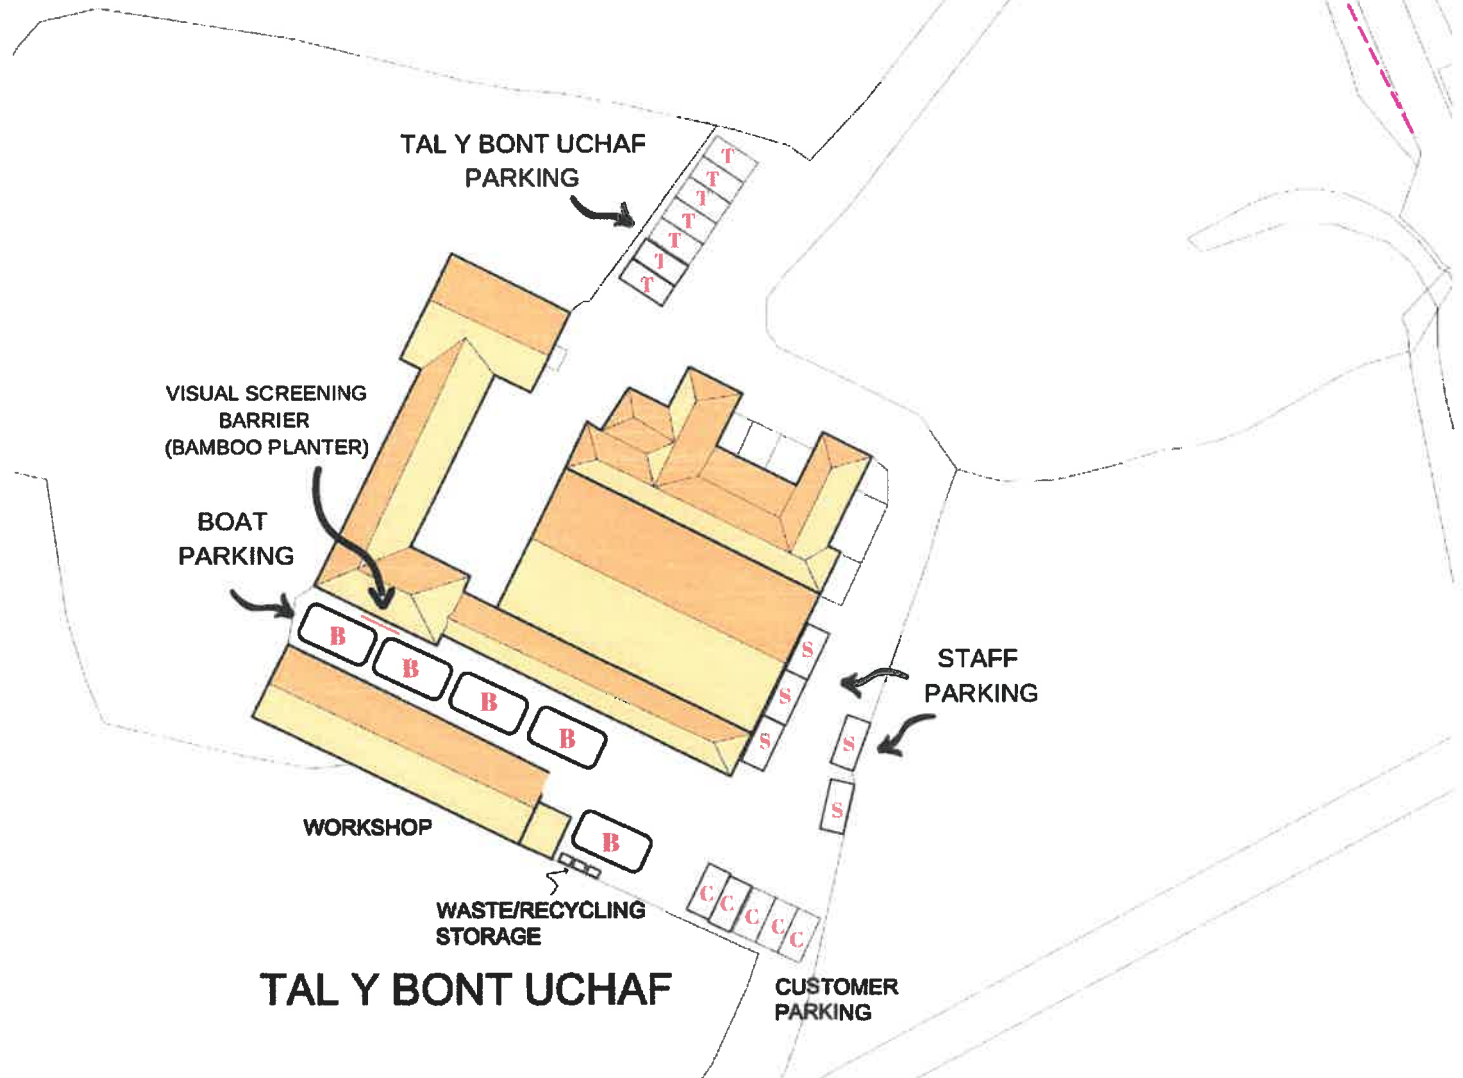 TAL Y BONT UCHAF
PARKING
T
T
T
T
T
T
T
VISUAL SCREENING
BARRIER
(BAMBOO PLANTER)
BOAT
PARKING
B
B
B
B
B
S
S
S
S
S
STAFF
PARKING
WORKSHOP
WASTE/RECYCLING
STORAGE
C
C
C
C
C
CUSTOMER
PARKING
TAL Y BONT UCHAF